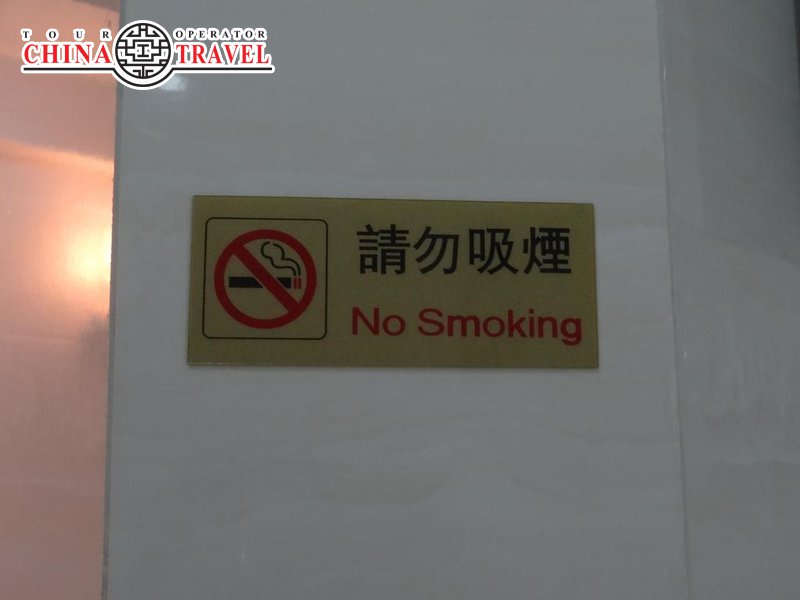 TOUR OPERATOR
CHINA TRAVEL
請勿吸煙
No Smoking